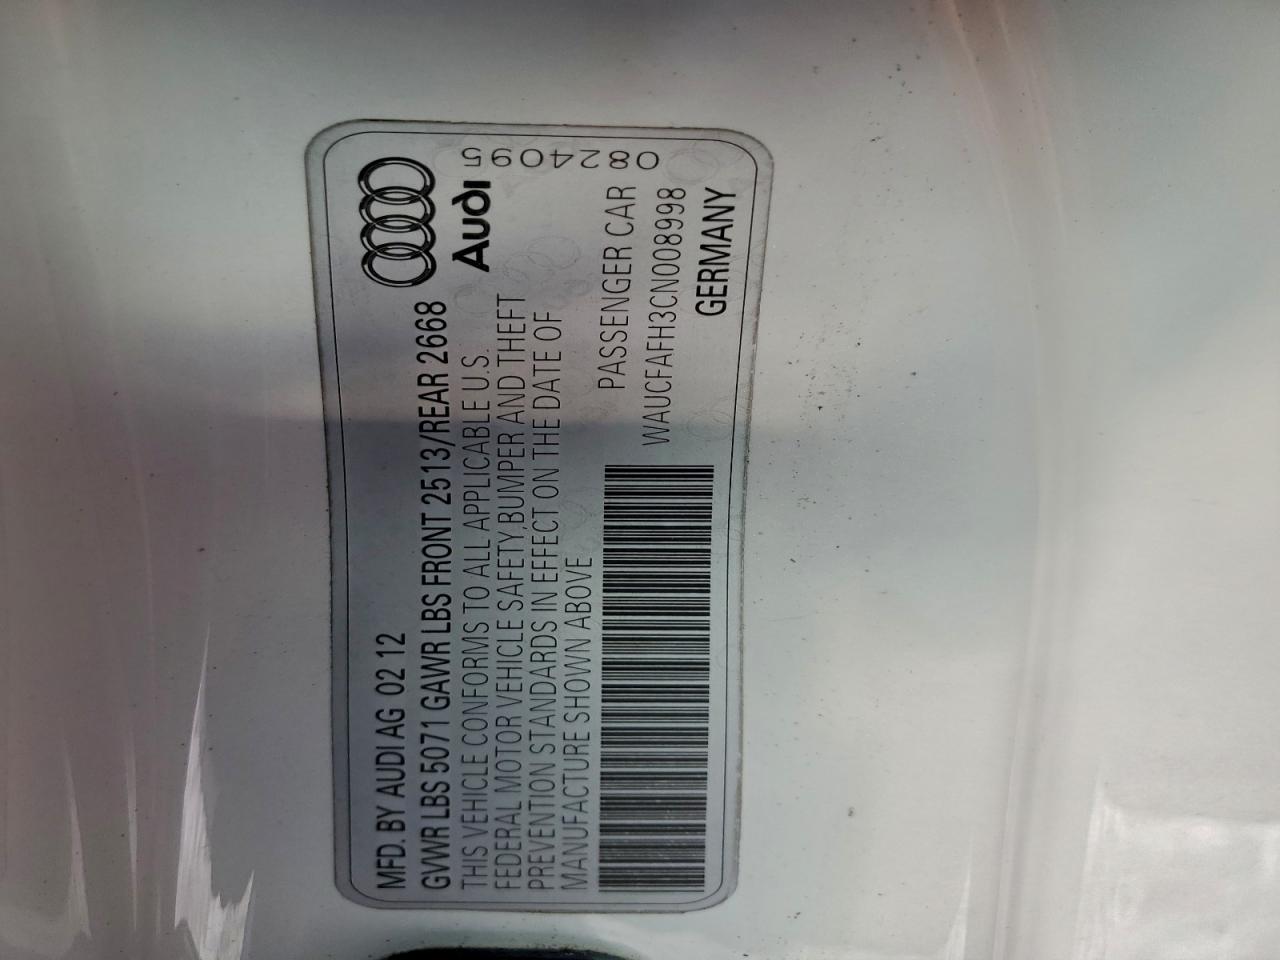 MFD. BY AUDI AG 02 12
GVWR LBS 5071 GAWR LBS FRONT 2513/REAR 2668
THIS VEHICLE CONFORMS TO ALL APPLICABLE U.S.
FEDERAL MOTOR VEHICLE SAFETY,BUMPER AND THEFT
PREVENTION STANDARDS IN EFFECT ON THE DATE OF
MANUFACTURE SHOWN ABOVE
Audi
0824095
PASSENGER CAR
WAUCFAFH3CN008998
GERMANY